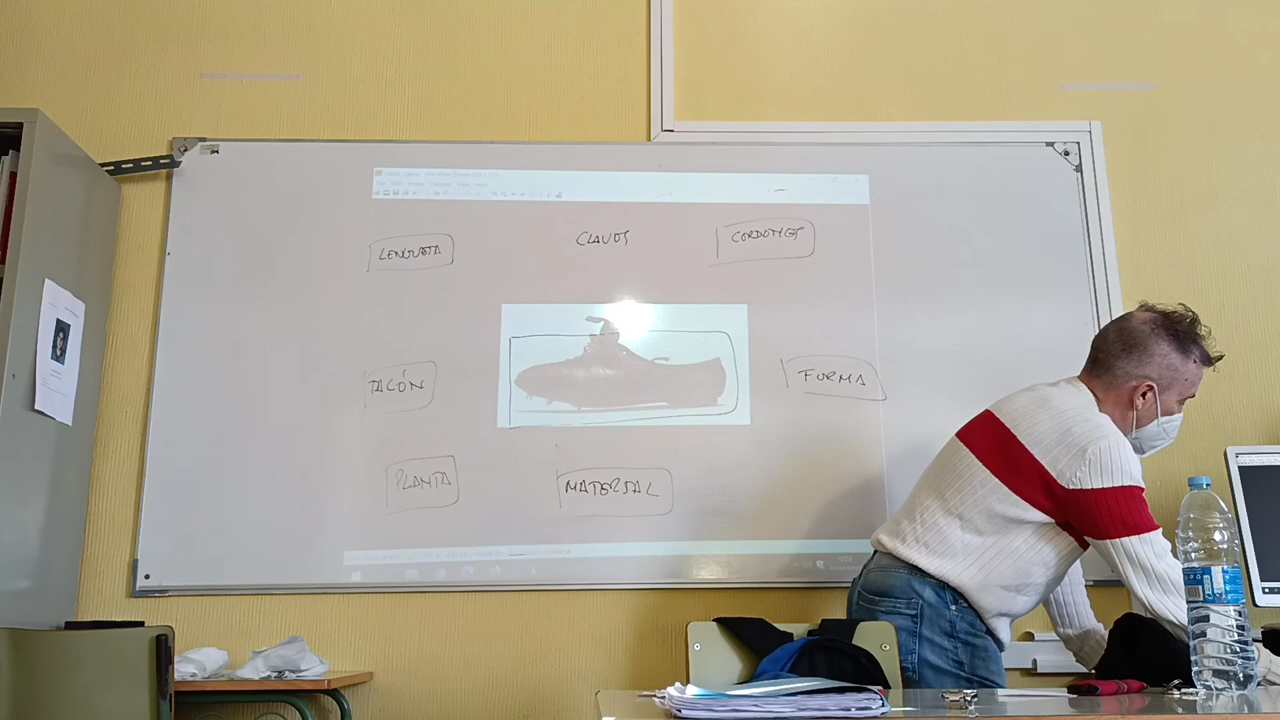 LENGUETA
CLAVOS
CORDONES
TACÓN
FORMA
PLANTA
MATERIAL